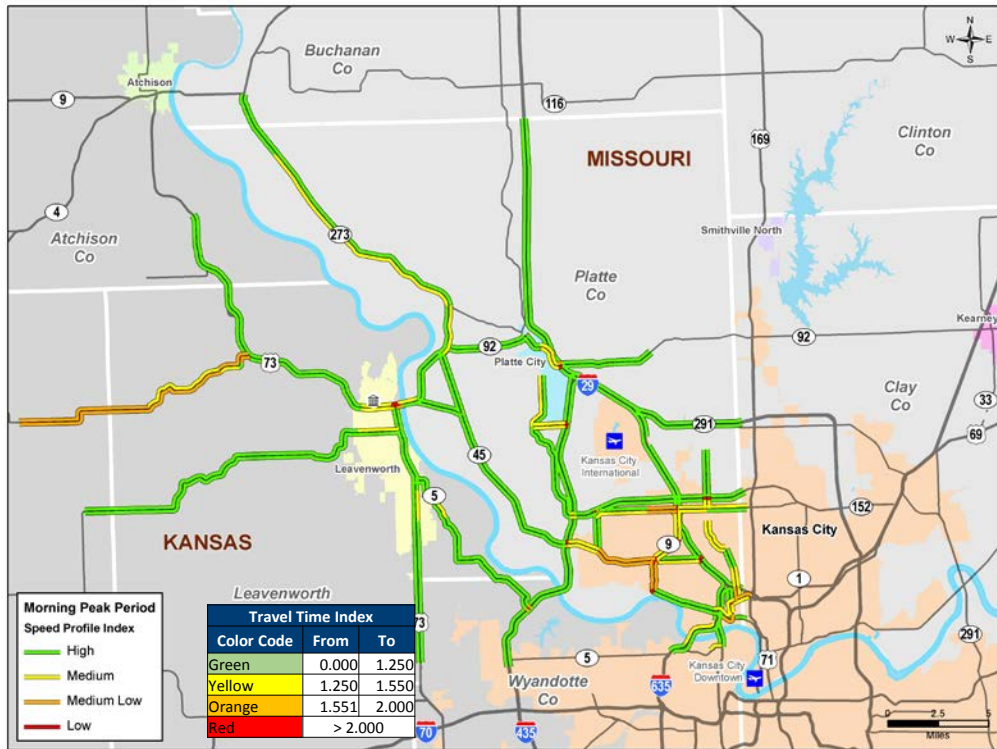 N
W E
S
Buchanan
Co
Atchison
9
116
MISSOURI
169
Clinton
Co
4
Atchison
Co
273
Smithville North
Platte
Co
Kearney
92
73
92
Platte City
29
Clay
Co
33
69
291
Kansas City
International
45
Leavenworth
5
152
Kansas City
9
KANSAS
1
Leavenworth
291
73
5
Wyandotte
Co
Kansas City
Downtown
71
635
70
435
Morning Peak Period
Speed Profile Index
High
Medium
Medium Low
Low
Travel Time Index
Color Code From To
Green 0.000 1.250
Yellow 1.250 1.550
Orange 1.551 2.000
Red > 2.000
0 2.5 5
Miles